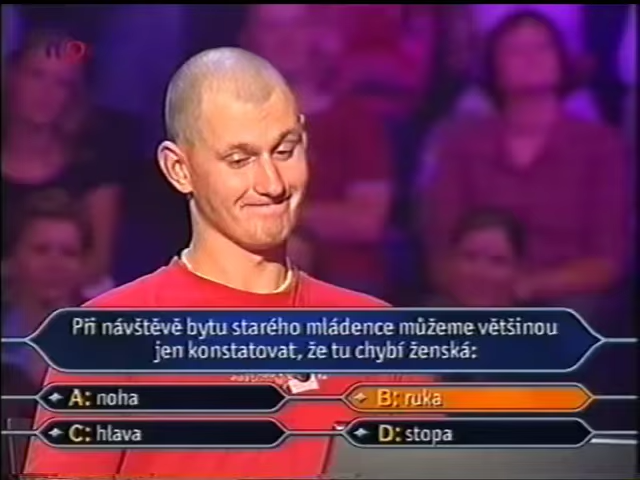 Při návštěvě bytu starého mládence můžeme většinou
jen konstatovat, že tu chybí ženská:
A: noha
B: ruka
C: hlava
D: stopa